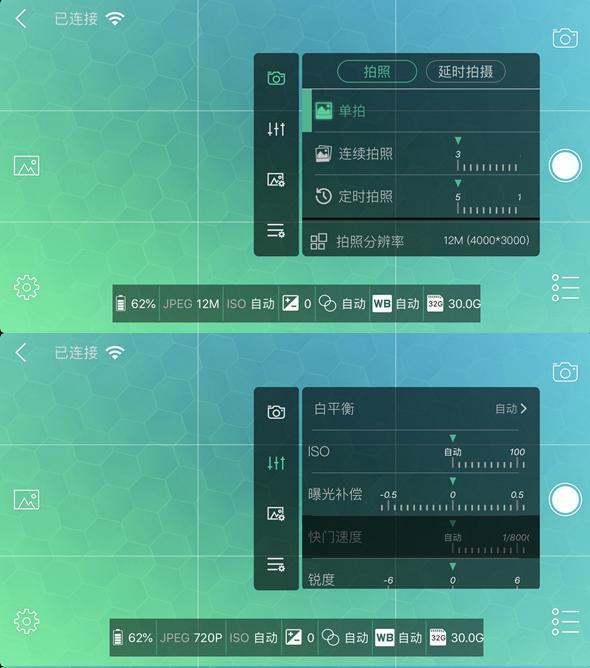 已连接
拍照 延时拍摄
单拍
连续拍照 3
定时拍照 5 1
拍照分辨率 12M (4000*3000)
62% JPEG 12M ISO 自动 0 自动 WB 自动 32G 30.0G
已连接
白平衡 自动
ISO 自动 100
曝光补偿 -0.5 0 0.5
快门速度 自动 1/8000
锐度 -6 0 6
62% JPEG 720P ISO 自动 0 自动 WB 自动 32G 30.0G